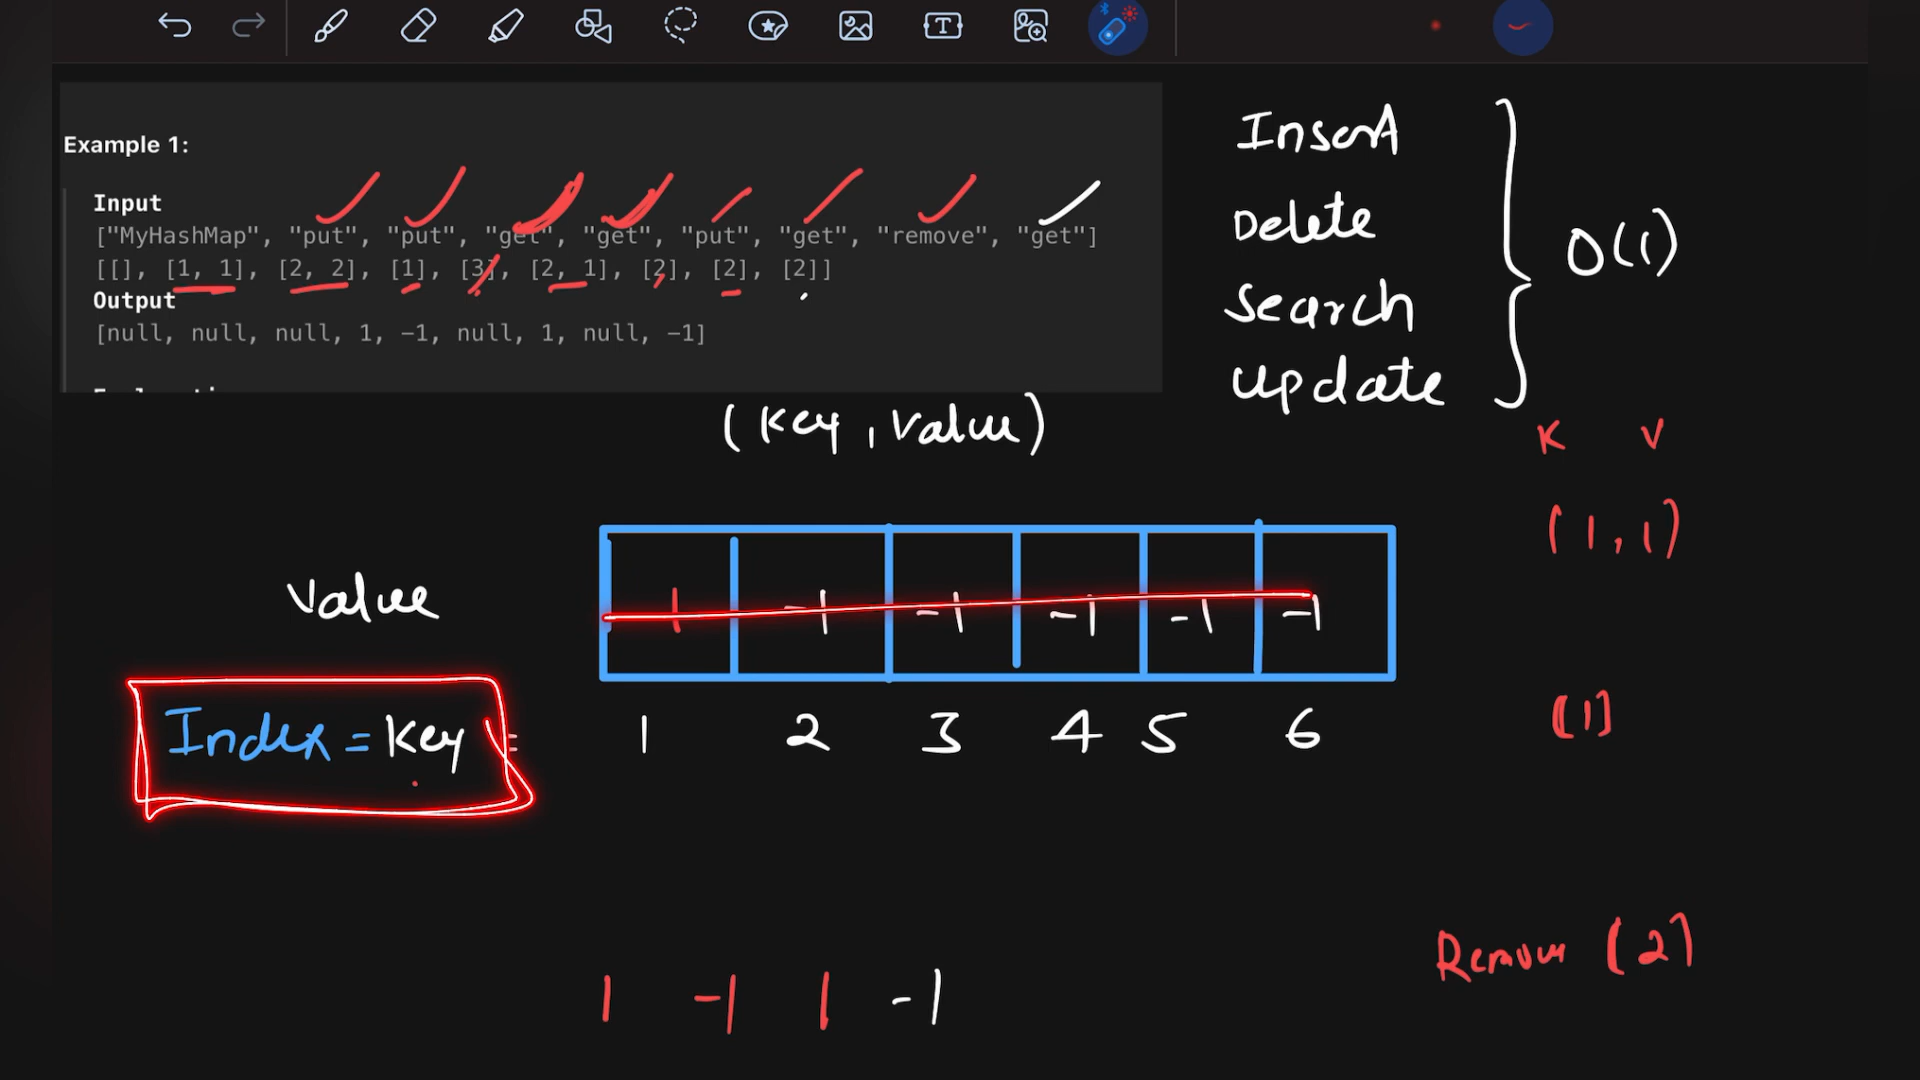 Example 1:
Input
["MyHashMap", "put", "put", "get", "get", "put", "get", "remove", "get"]
[[], [1, 1], [2, 2], [1], [3], [2, 1], [2], [2], [2]]
Output
[null, null, null, 1, −1, null, 1, null, −1]
Insert
Delete
Search
update
O(1)
(Key, Value)
K V
(1, 1)
Value
1 -1 -1 -1 -1 -1
Index = Key =
1 2 3 4 5 6
(1)
Remove (2)
1 -1 1 -1